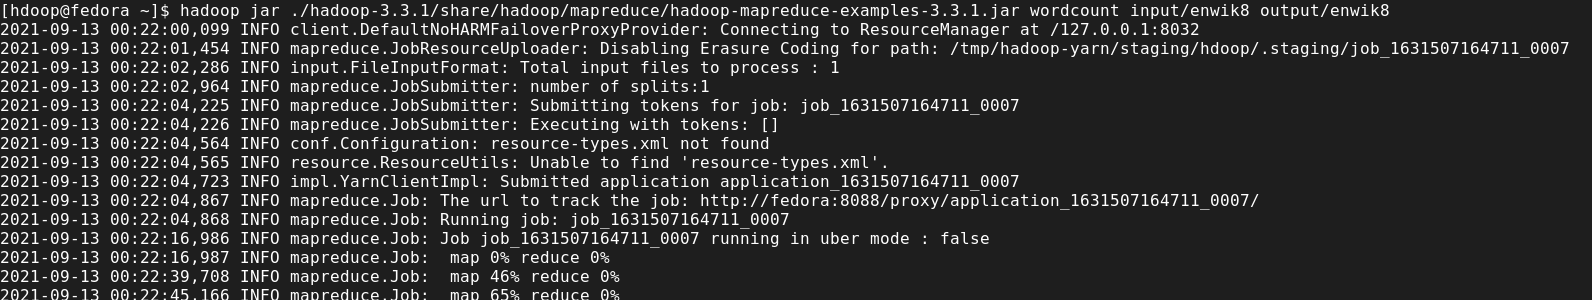 [hdoop@fedora ~]$ hadoop jar ./hadoop-3.3.1/share/hadoop/mapreduce/hadoop-mapreduce-examples-3.3.1.jar wordcount input/enwik8 output/enwik8
2021-09-13 00:22:00,099 INFO client.DefaultNoHARMFailoverProxyProvider: Connecting to ResourceManager at /127.0.0.1:8032
2021-09-13 00:22:01,454 INFO mapreduce.JobResourceUploader: Disabling Erasure Coding for path: /tmp/hadoop-yarn/staging/hdoop/.staging/job_1631507164711_0007
2021-09-13 00:22:02,286 INFO input.FileInputFormat: Total input files to process : 1
2021-09-13 00:22:02,964 INFO mapreduce.JobSubmitter: number of splits:1
2021-09-13 00:22:04,225 INFO mapreduce.JobSubmitter: Submitting tokens for job: job_1631507164711_0007
2021-09-13 00:22:04,226 INFO mapreduce.JobSubmitter: Executing with tokens: []
2021-09-13 00:22:04,564 INFO conf.Configuration: resource-types.xml not found
2021-09-13 00:22:04,565 INFO resource.ResourceUtils: Unable to find 'resource-types.xml'.
2021-09-13 00:22:04,723 INFO impl.YarnClientImpl: Submitted application application_1631507164711_0007
2021-09-13 00:22:04,867 INFO mapreduce.Job: The url to track the job: http://fedora:8088/proxy/application_1631507164711_0007/
2021-09-13 00:22:04,868 INFO mapreduce.Job: Running job: job_1631507164711_0007
2021-09-13 00:22:16,986 INFO mapreduce.Job: Job job_1631507164711_0007 running in uber mode : false
2021-09-13 00:22:16,987 INFO mapreduce.Job:  map 0% reduce 0%
2021-09-13 00:22:39,708 INFO mapreduce.Job:  map 46% reduce 0%
2021-09-13 00:22:45,166 INFO mapreduce.Job:  map 65% reduce 0%